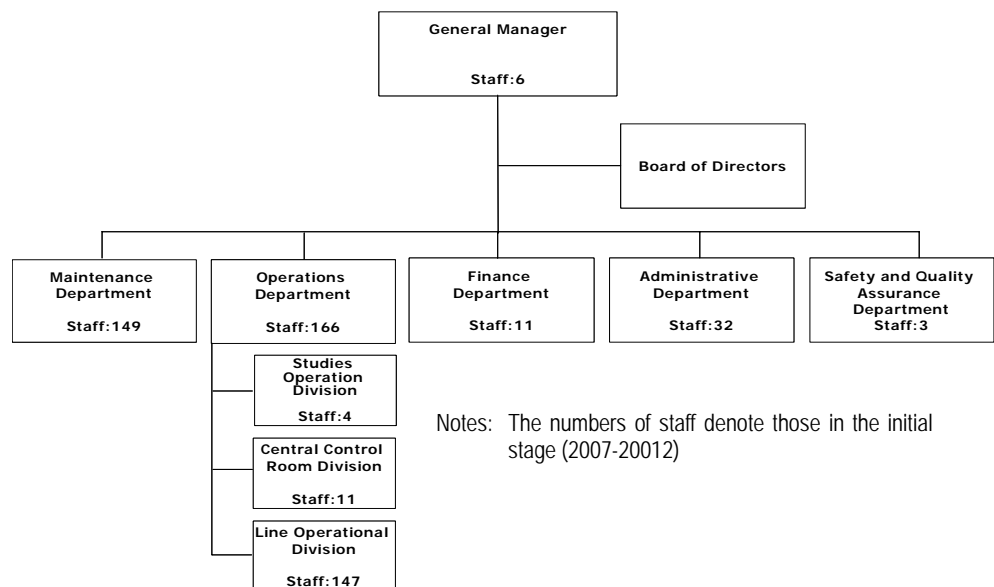 General Manager
Staff:6
Board of Directors
Maintenance
Department
Staff:149
Operations
Department
Staff:166
Finance
Department
Staff:11
Administrative
Department
Staff:32
Safety and Quality
Assurance
Department
Staff:3
Studies
Operation
Division
Staff:4
Central Control
Room Division
Staff:11
Line Operational
Division
Staff:147
Notes: The numbers of staff denote those in the initial
stage (2007-20012)